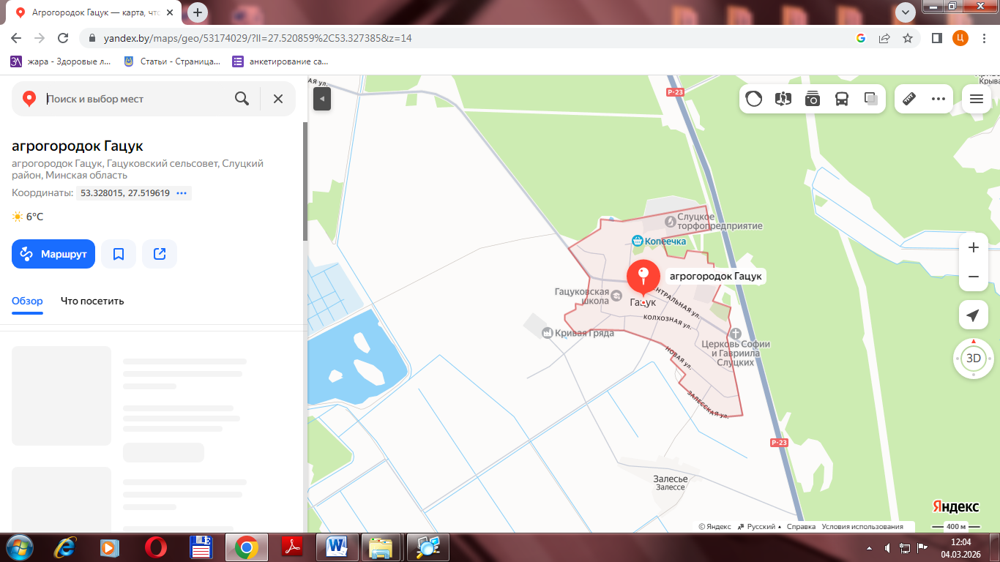 Агрогородок Гацук — карта, что
yandex.by/maps/geo/53174029/?ll=27.520859%2C53.327385&z=14
Ц
жара - Здоровые л...
Статьи - Страница...
анкетирование са...
Поиск и выбор мест
агрогородок Гацук
агрогородок Гацук, Гацуковский сельсовет, Слуцкий
район, Минская область
Координаты: 53.328015, 27.519619
6°C
Маршрут
Обзор
Что посетить
АЯ УЛ.
Р-23
Крыва
Слуцкое
торфопредприятие
Копеечка
агрогородок Гацук
Гацуковская
школа
Гацук
ЕНТРАЛЬНАЯ УЛ.
КОЛХОЗНАЯ УЛ.
Кривая Гряда
Церковь Софии
и Гавриила
Слуцких
НОВАЯ УЛ.
ЗАЛЕССКАЯ УЛ.
3D
Р-23
Залесье
Залессе
Яндекс
© Яндекс
Русский
Справка
Условия использования
400 м
12:04
04.03.2026